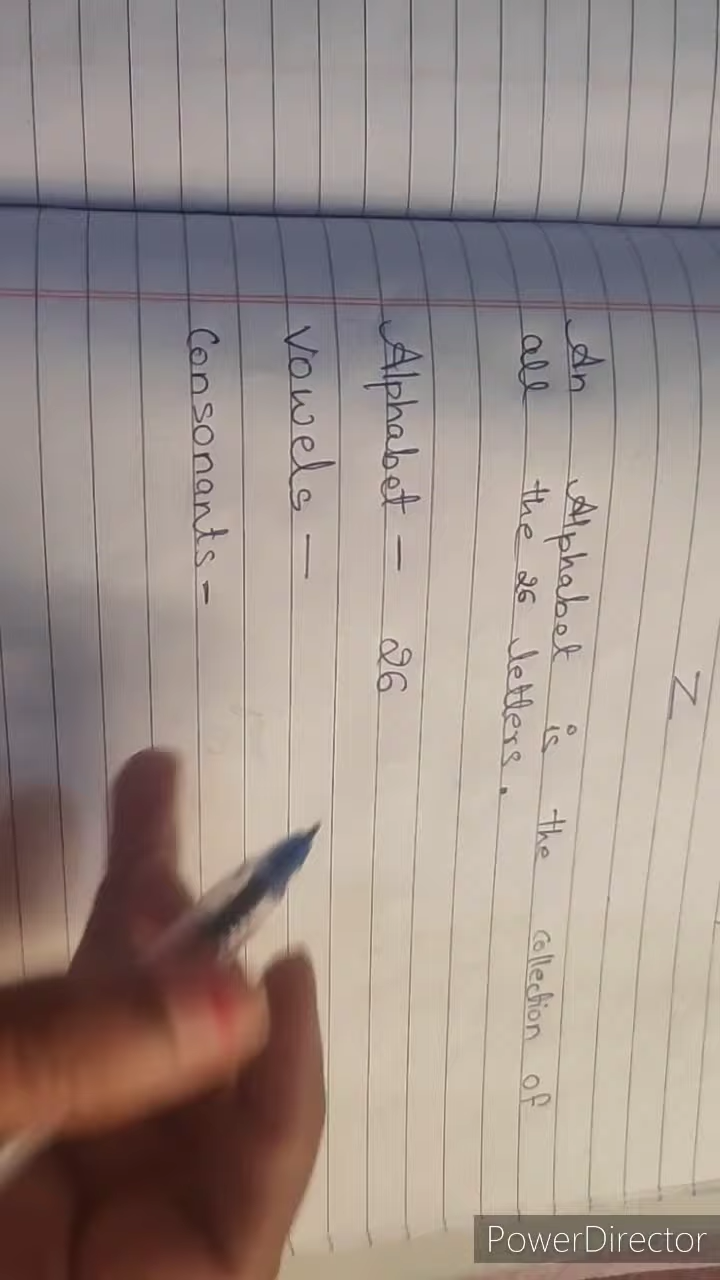 Z
An Alphabet is the collection of
all the 26 letters.
Alphabet - 26
Vowels -
Consonants -
PowerDirector